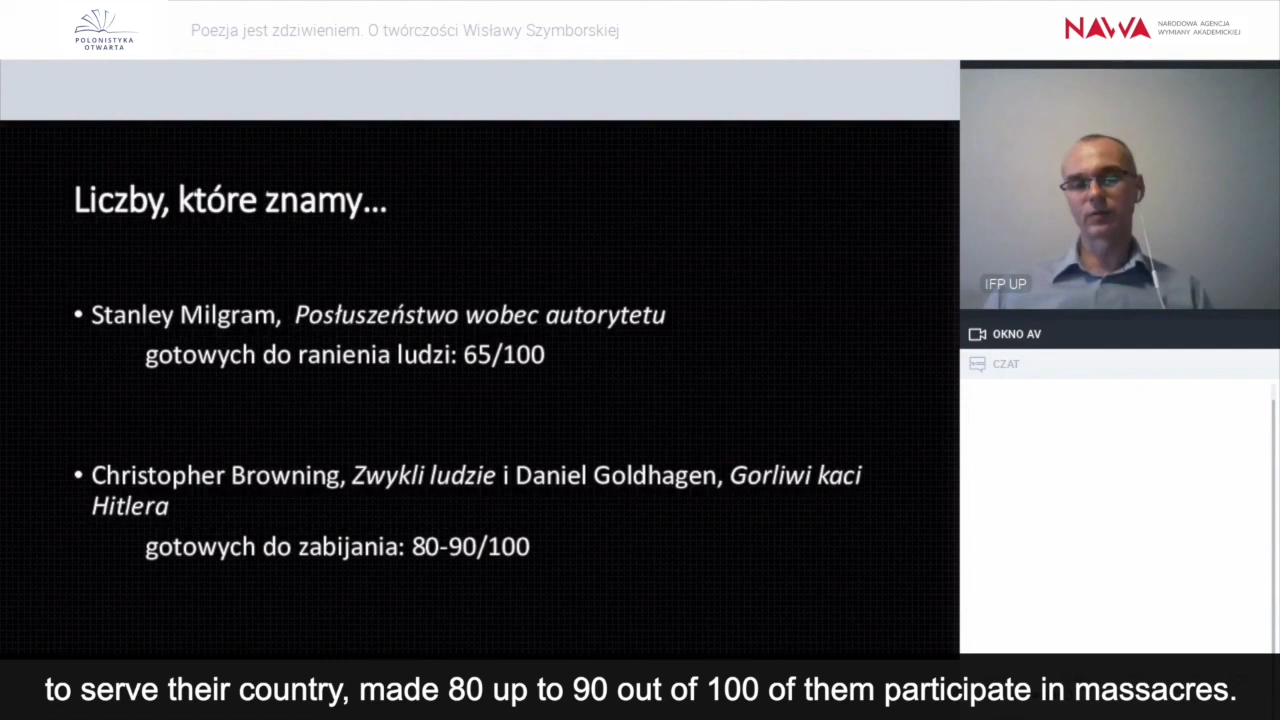 POLONISTYKA
OTWARTA
Poezja jest zdziwieniem. O twórczości Wisławy Szymborskiej
NAWA
NARODOWA AGENCJA
WYMIANY AKADEMICKIEJ
Liczby, które znamy...
• Stanley Milgram, Posłuszeństwo wobec autorytetu
gotowych do ranienia ludzi: 65/100
• Christopher Browning, Zwykli ludzie i Daniel Goldhagen, Gorliwi kaci
Hitlera
gotowych do zabijania: 80-90/100
IFP UP
OKNO AV
CZAT
to serve their country, made 80 up to 90 out of 100 of them participate in massacres.